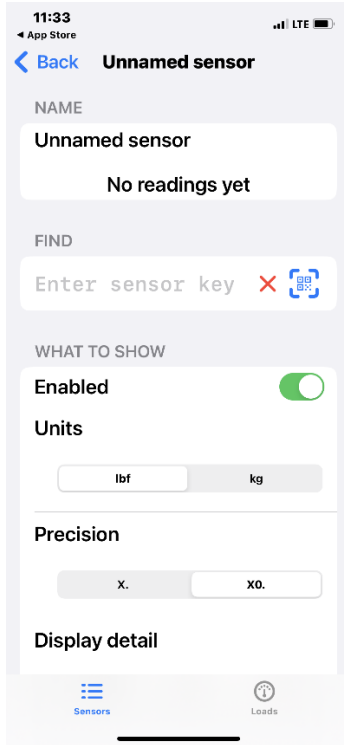 11:33
LTE
App Store
Back Unnamed sensor
NAME
Unnamed sensor
No readings yet
FIND
Enter sensor key
WHAT TO SHOW
Enabled
Units
lbf kg
Precision
X. X0.
Display detail
Sensors Loads